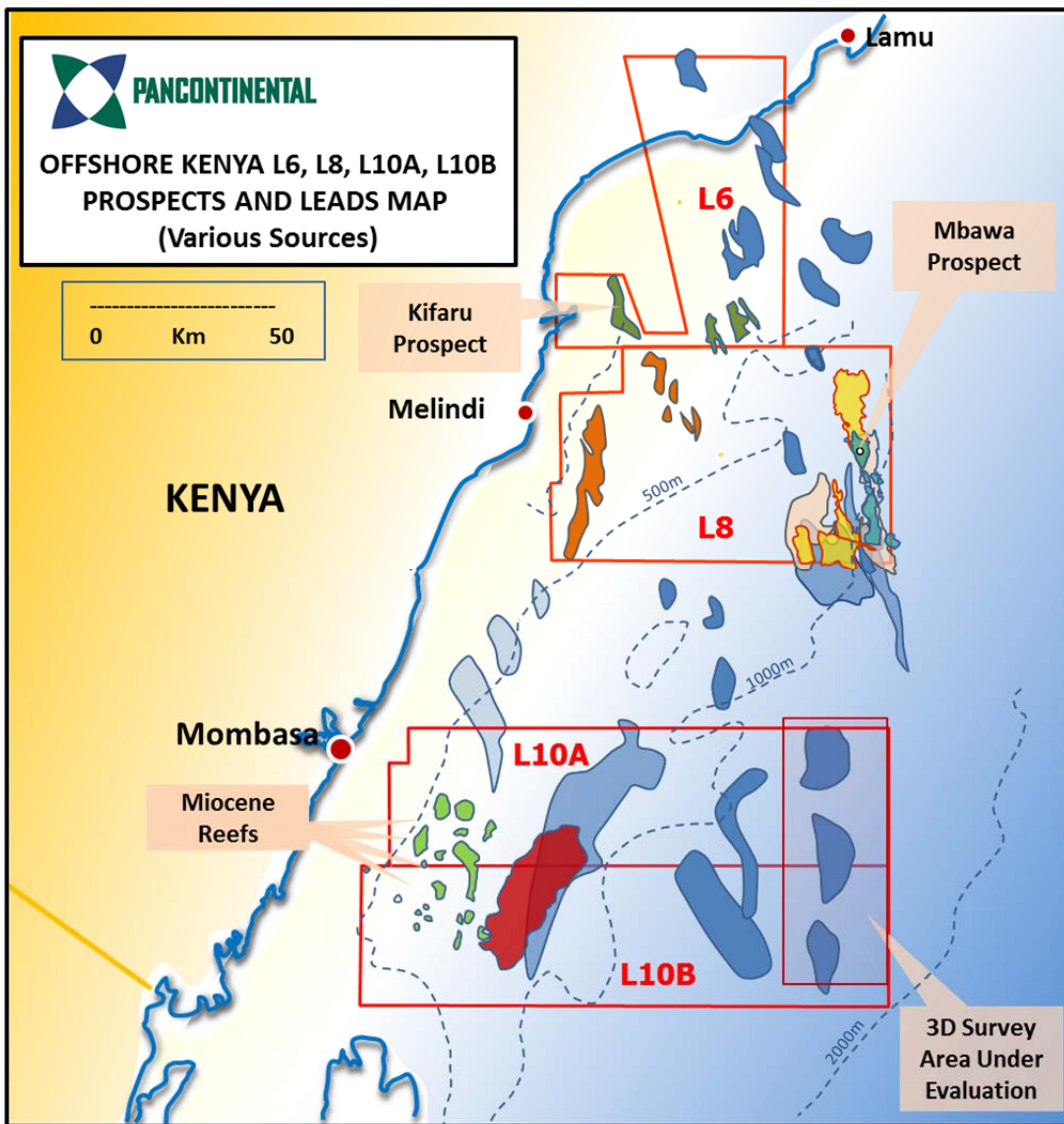 PANCONTINENTAL
OFFSHORE KENYA L6, L8, L10A, L10B
PROSPECTS AND LEADS MAP
(Various Sources)
-------------------------
0 Km 50
Lamu
L6
Mbawa
Prospect
Kifaru
Prospect
Melindi
KENYA
500m
L8
1000m
Mombasa
L10A
Miocene
Reefs
L10B
2000m
3D Survey
Area Under
Evaluation